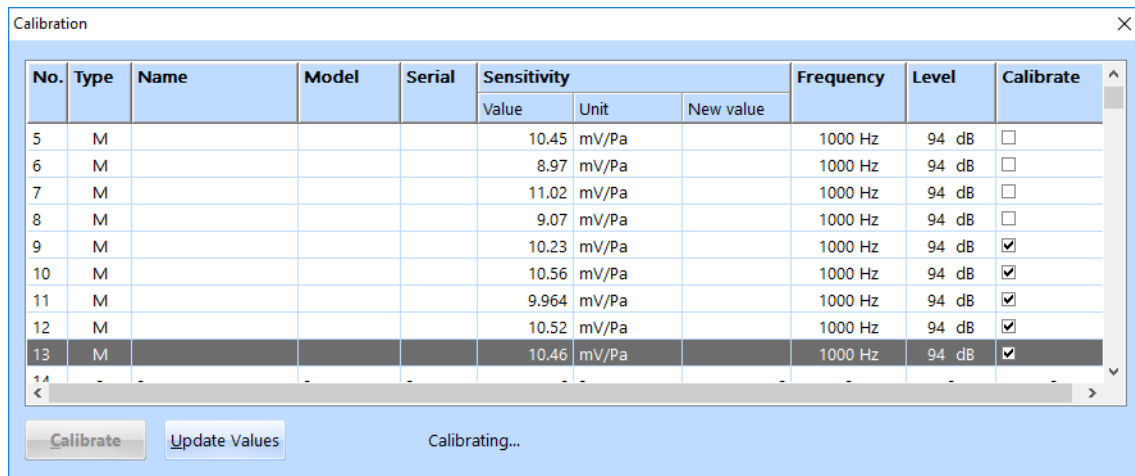 Calibration
No. Type Name Model Serial Sensitivity Frequency Level Calibrate
Value Unit New value
5 M 10.45 mV/Pa 1000 Hz 94 dB
6 M 8.97 mV/Pa 1000 Hz 94 dB
7 M 11.02 mV/Pa 1000 Hz 94 dB
8 M 9.07 mV/Pa 1000 Hz 94 dB
9 M 10.23 mV/Pa 1000 Hz 94 dB
10 M 10.56 mV/Pa 1000 Hz 94 dB
11 M 9.964 mV/Pa 1000 Hz 94 dB
12 M 10.52 mV/Pa 1000 Hz 94 dB
13 M 10.46 mV/Pa 1000 Hz 94 dB
14 - - - - - - - - - -
Calibrate Update Values Calibrating...